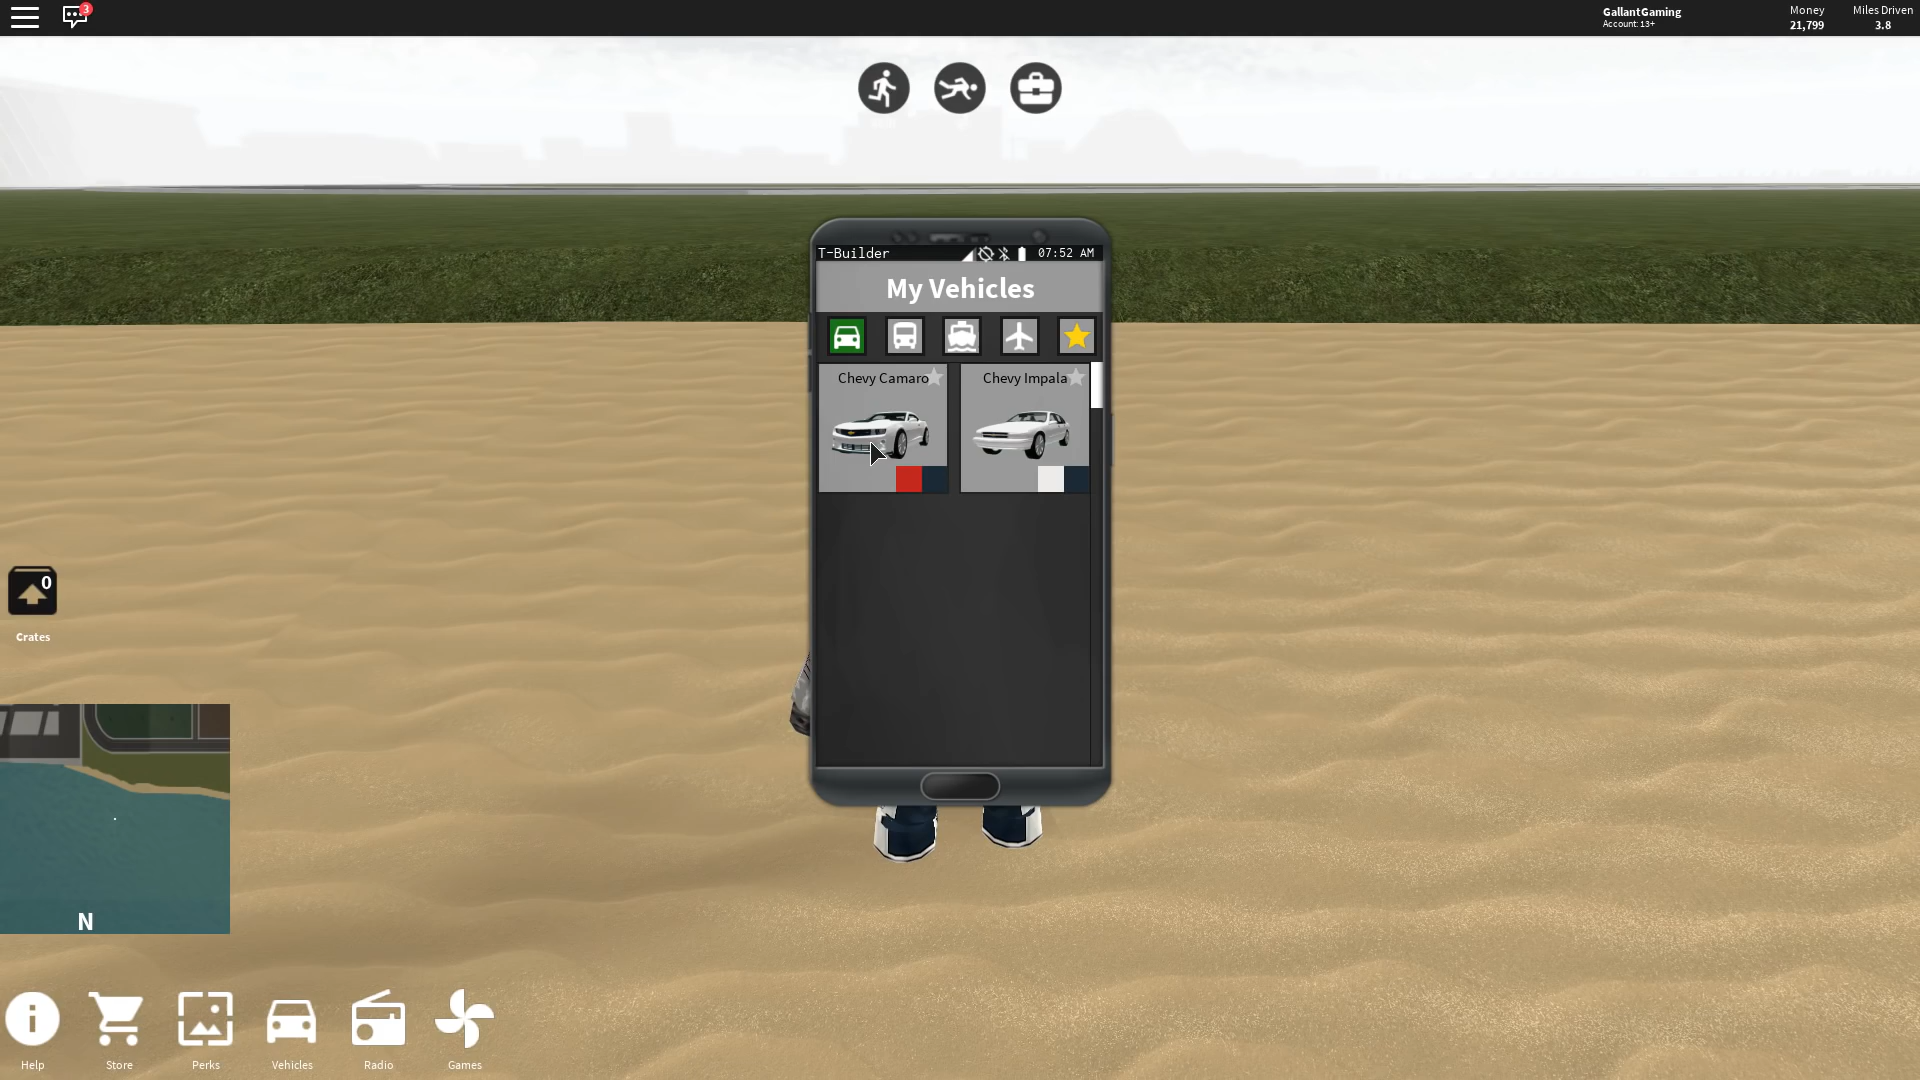 3
GallantGaming
Account: 13+
Money
21,799
Miles Driven
3.8
T-Builder
07:52 AM
My Vehicles
Chevy Camaro
Chevy Impala
0
Crates
N
Help
Store
Perks
Vehicles
Radio
Games